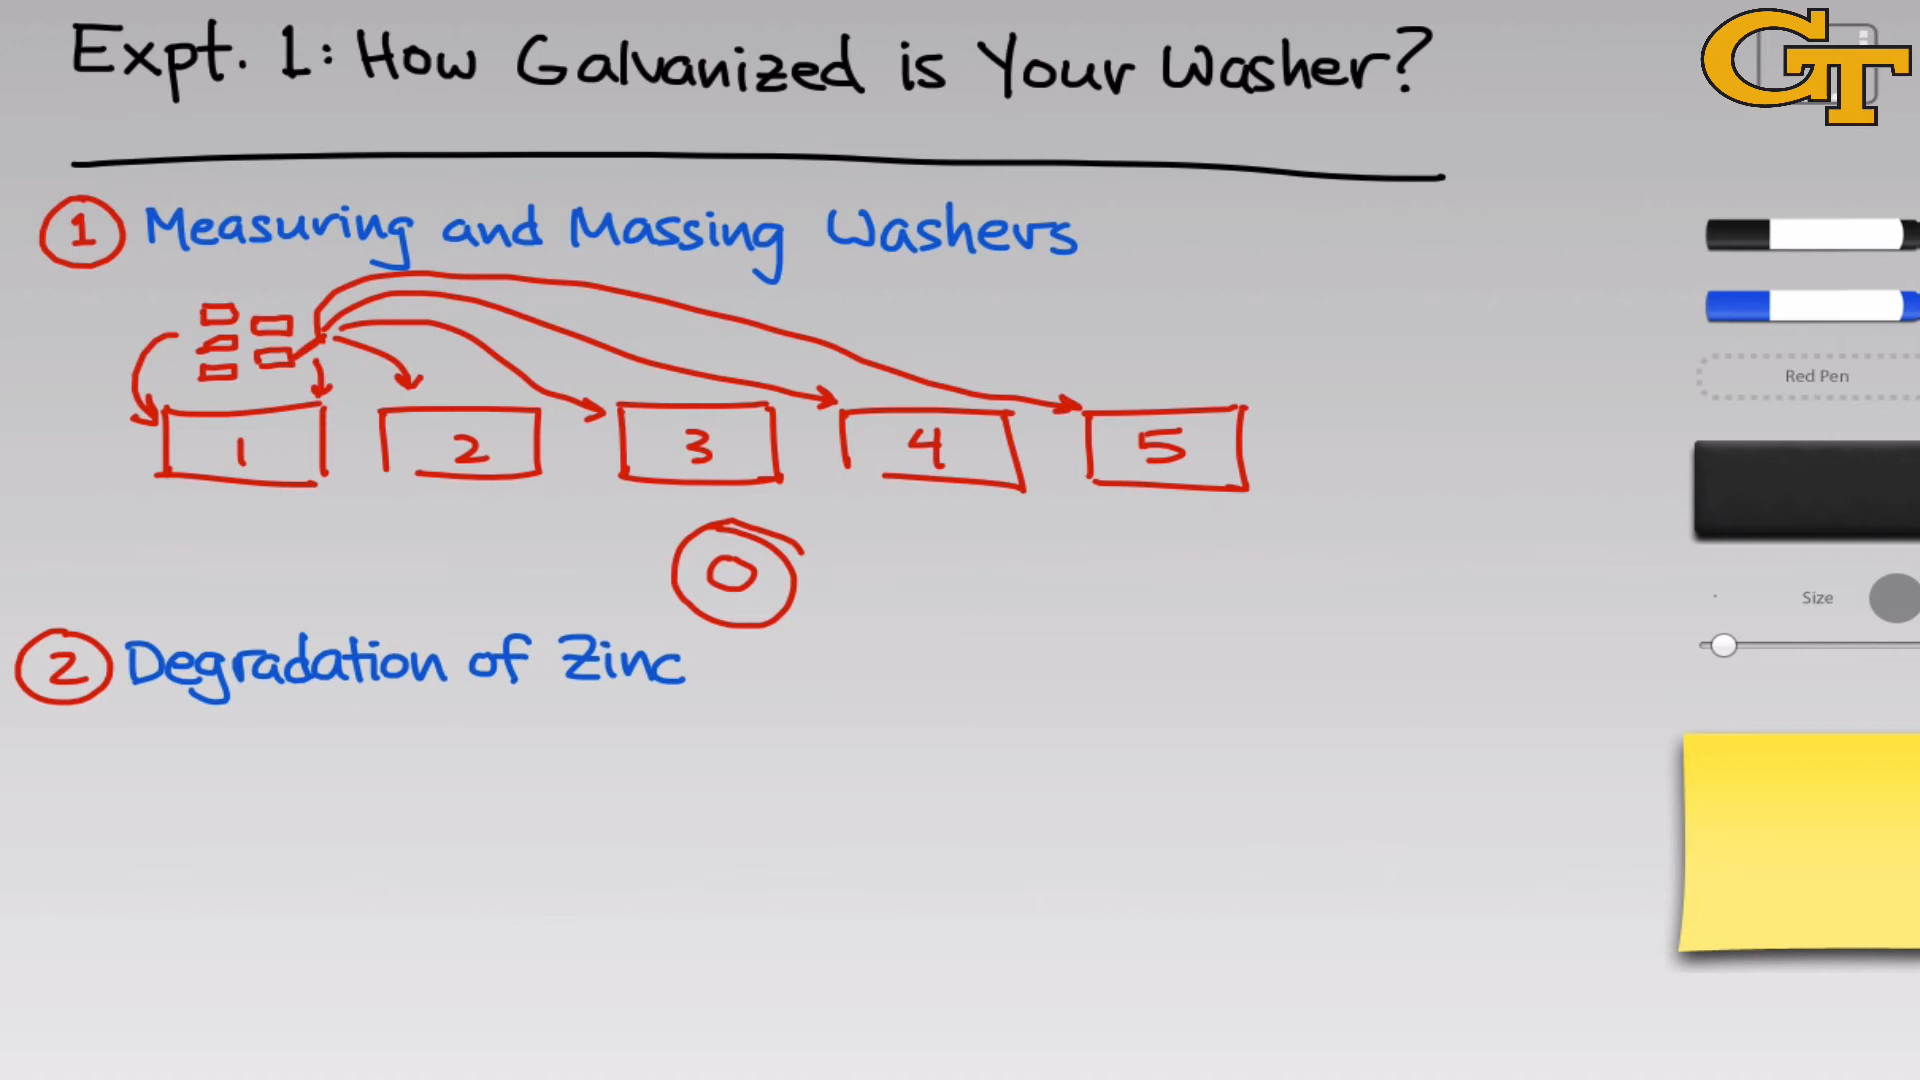 Expt. 1: How Galvanized is Your Washer?
GT
1 Measuring and Massing Washers
Red Pen
1 2 3 4 5
Size
2 Degradation of Zinc